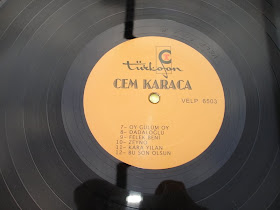 C
türkofon
CEM KARACA
VELP 8503
7- OY GÜLÜM OY
8- DADALOĞLU
9- FELEK BENİ
10- ZEYNO
11- KARA YILAN
12- BU SON OLSUN